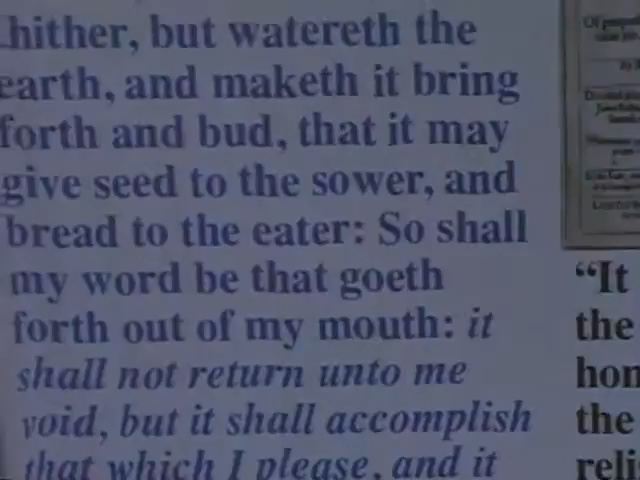 hither, but watereth the
earth, and maketh it bring
forth and bud, that it may
give seed to the sower, and
bread to the eater: So shall
my word be that goeth
forth out of my mouth: it
shall not return unto me
void, but it shall accomplish
that which I please, and it
“It
the
hon
the
reli